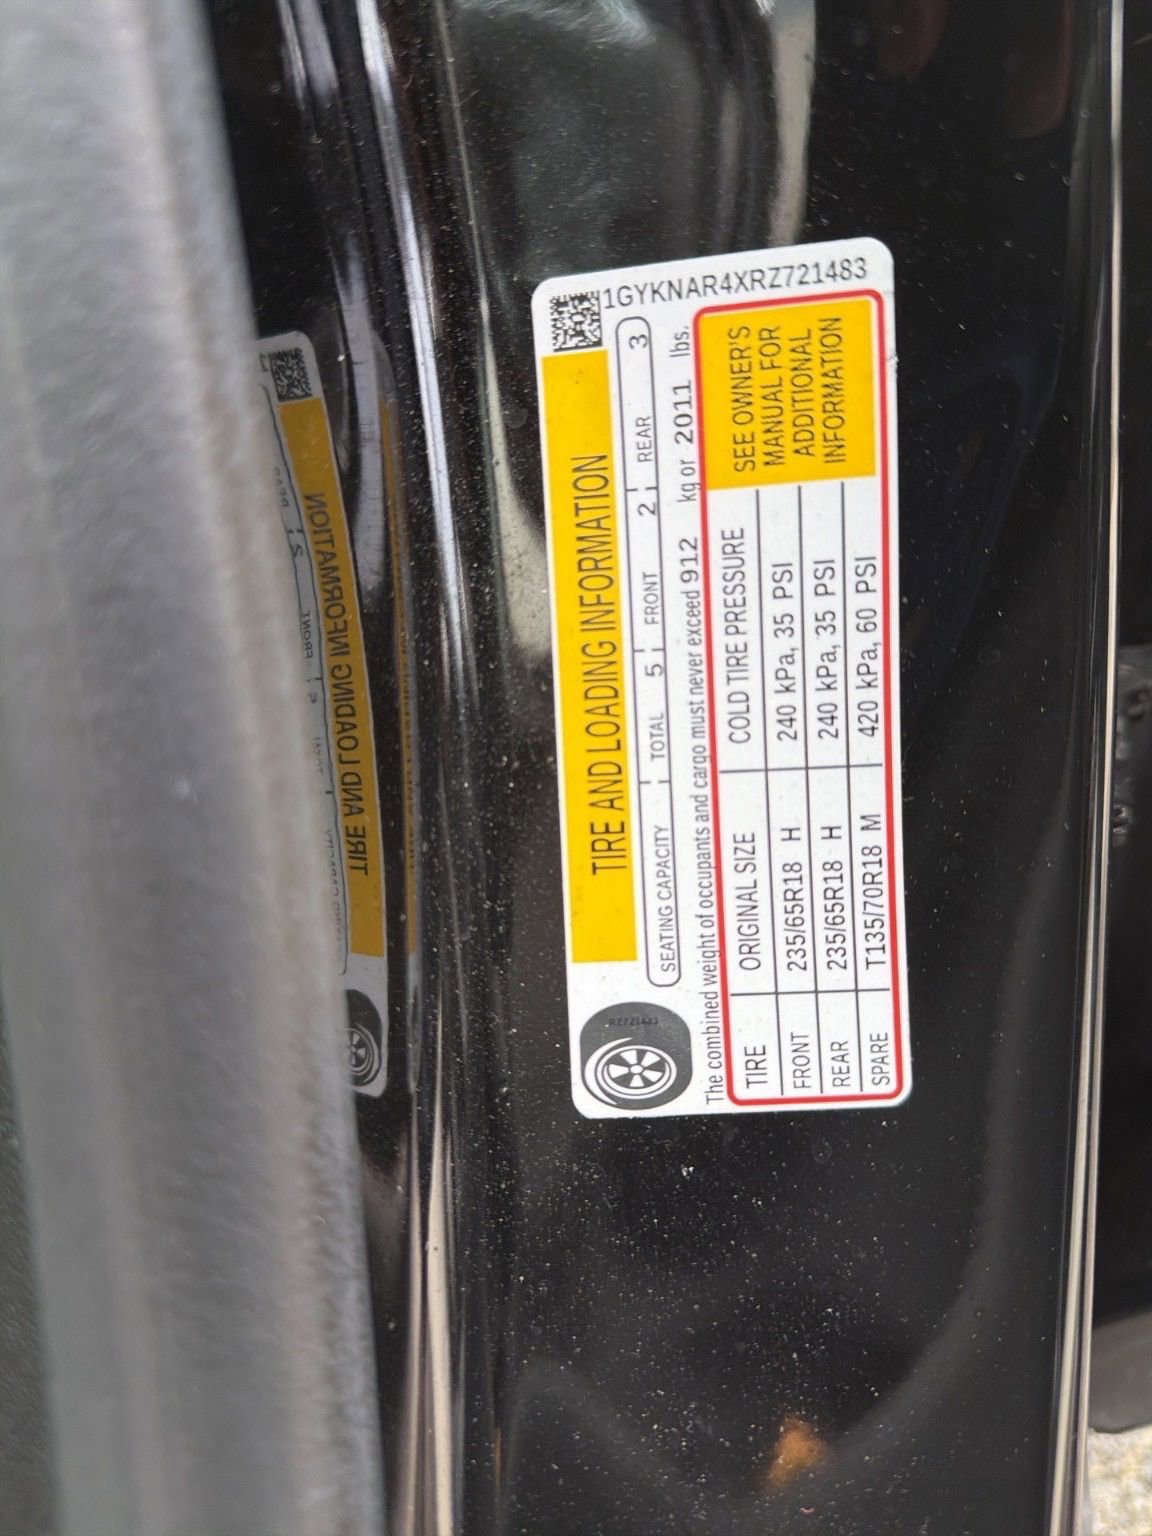 TIRE AND LOADING INFORMATION
SEATING CAPACITY TOTAL 5 FRONT 2 REAR 3
The combined weight of occupants and cargo must never exceed 912 kg or 2011 lbs.
TIRE ORIGINAL SIZE COLD TIRE PRESSURE
FRONT 235/65R18 H 240 kPa, 35 PSI
REAR 235/65R18 H 240 kPa, 35 PSI
SPARE T135/70R18 M 420 kPa, 60 PSI
SEE OWNER'S
MANUAL FOR
ADDITIONAL
INFORMATION
1GYKNAR4XRZ721483
RZ721483
TIRE AND LOADING INFORMATION